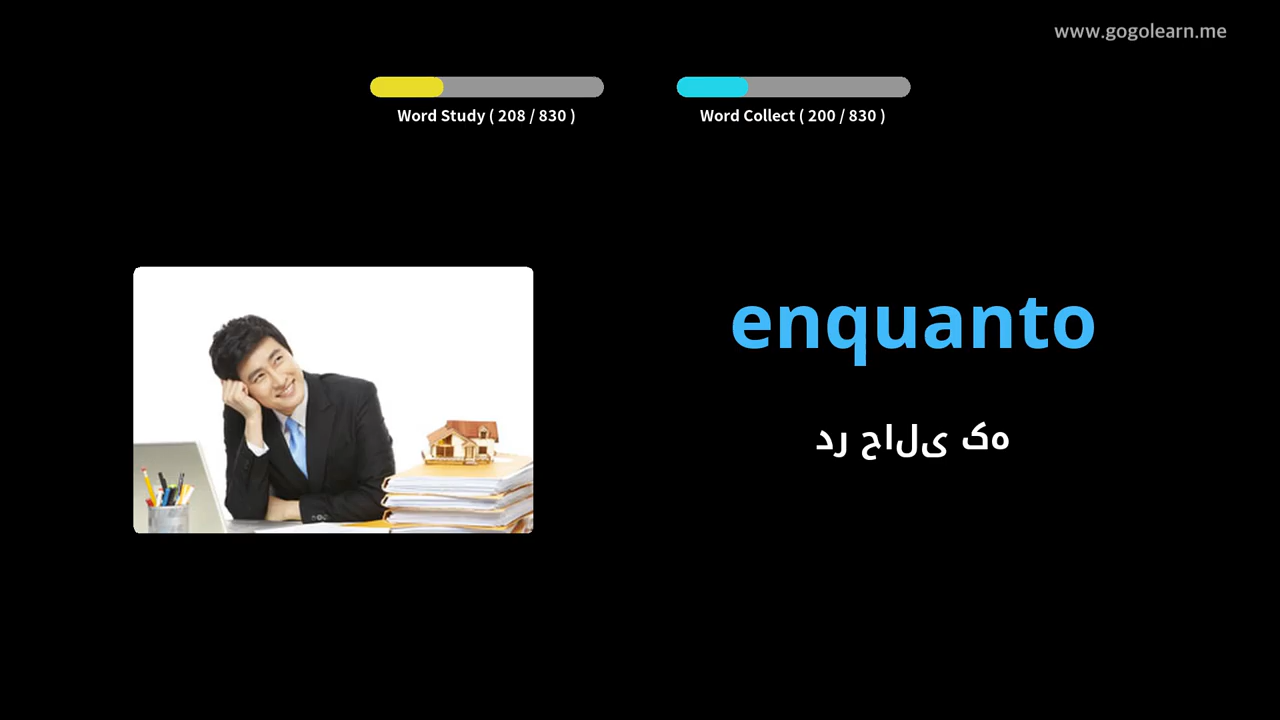 www.gogolearn.me
Word Study ( 208 / 830 )
Word Collect ( 200 / 830 )
enquanto
در حالی که